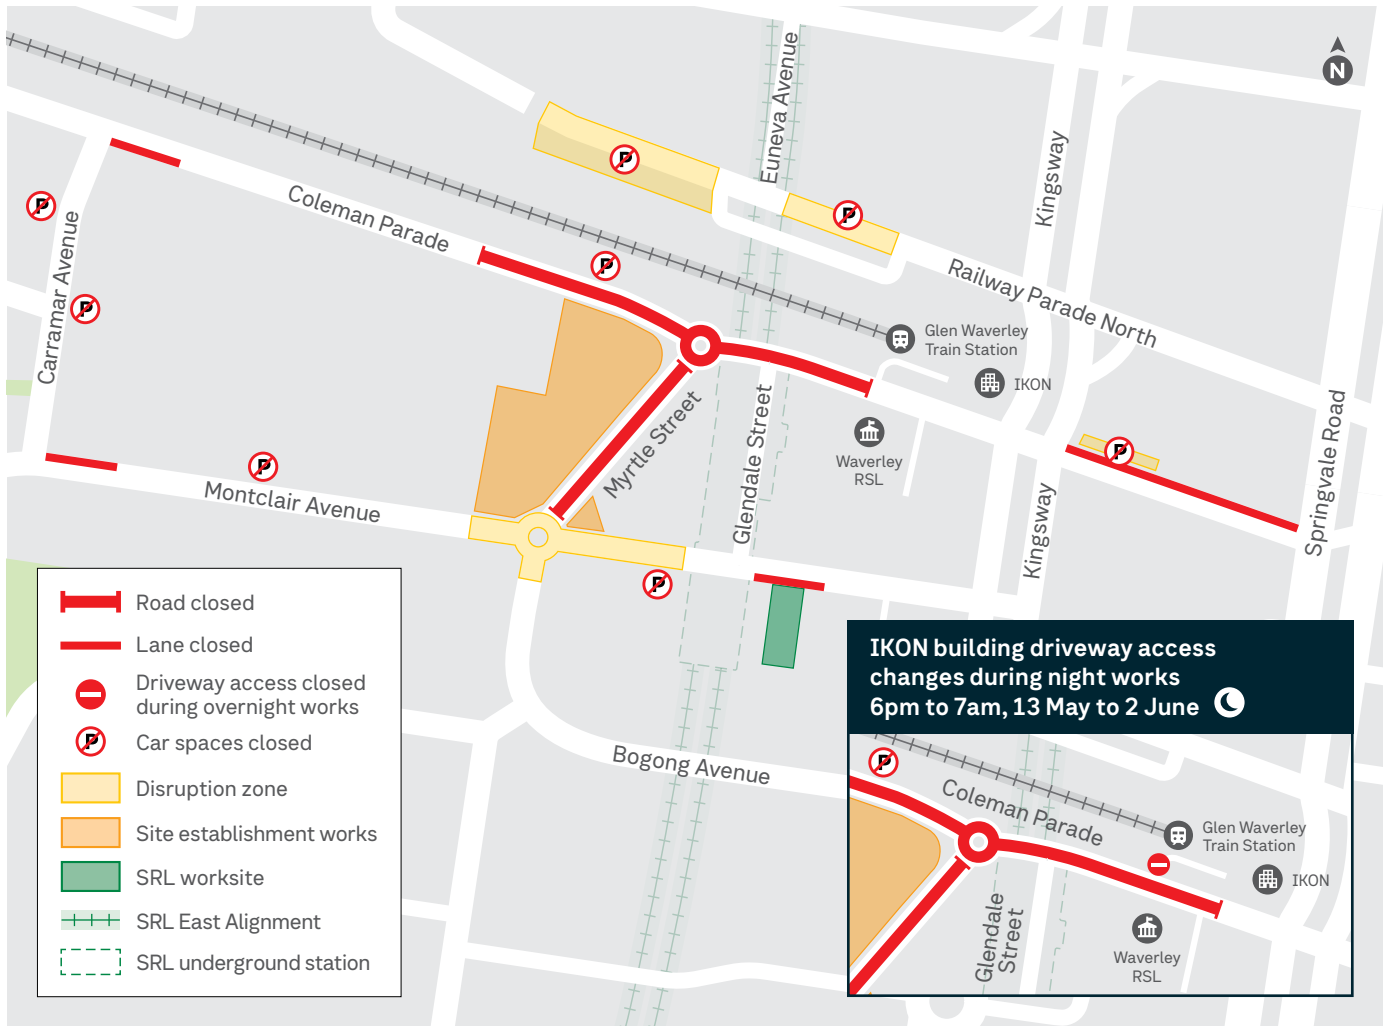 N
Euneva Avenue
Kingsway
P
P
P
Coleman Parade
Carramar Avenue
P
P
Railway Parade North
Glen Waverley
Train Station
IKON
Myrtle Street
Glendale Street
Waverley
RSL
Springvale Road
P
P
Montclair Avenue
Kingsway
P
Bogong Avenue
Road closed
Lane closed
Driveway access closed
during overnight works
P
Car spaces closed
Disruption zone
Site establishment works
SRL worksite
SRL East Alignment
SRL underground station
IKON building driveway access
changes during night works
6pm to 7am, 13 May to 2 June
P
Coleman Parade
Glen Waverley
Train Station
IKON
Glendale
Street
Waverley
RSL